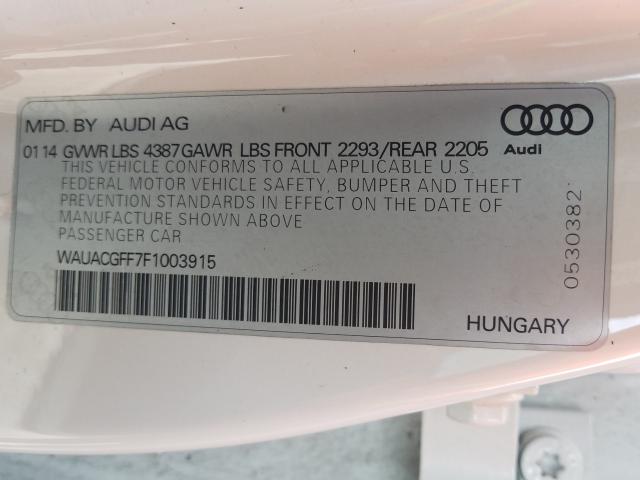 MFD. BY AUDI AG
0114 GVWR LBS 4387 GAWR LBS FRONT 2293/REAR 2205
Audi
THIS VEHICLE CONFORMS TO ALL APPLICABLE U.S.
FEDERAL MOTOR VEHICLE SAFETY, BUMPER AND THEFT
PREVENTION STANDARDS IN EFFECT ON THE DATE OF
MANUFACTURE SHOWN ABOVE
PASSENGER CAR
WAUACGFF7F1003915
0530382
HUNGARY